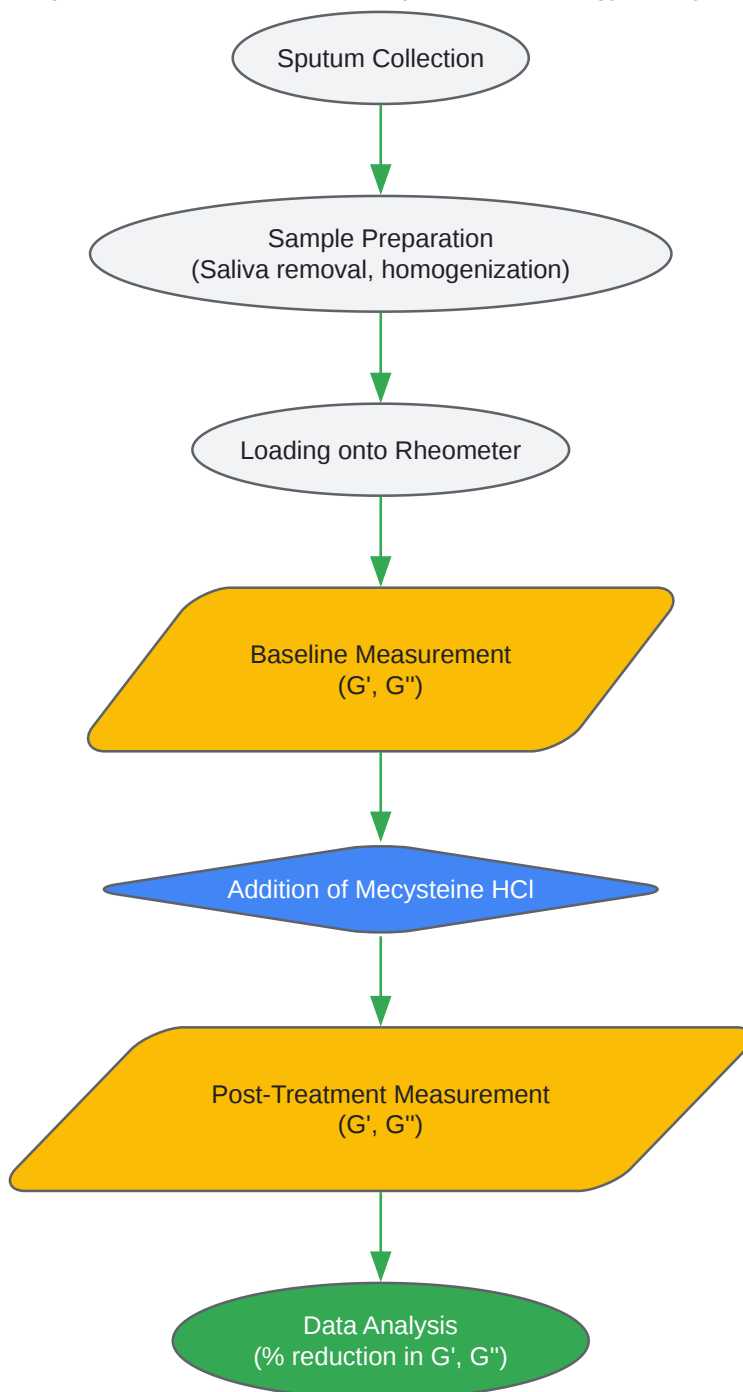 Sputum Collection
Sample Preparation
(Saliva removal, homogenization)
Loading onto Rheometer
Baseline Measurement
(G', G'')
Addition of Mecysteine HCl
Post-Treatment Measurement
(G', G'')
Data Analysis
(% reduction in G', G'')